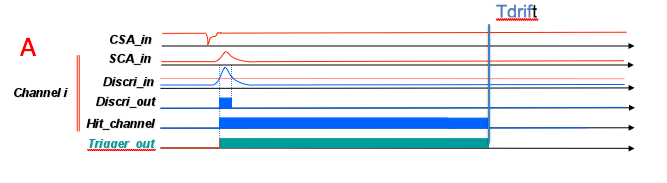 Tdrift
A
CSA_in
SCA_in
Discri_in
Channel i
Discri_out
Hit_channel
Trigger_out